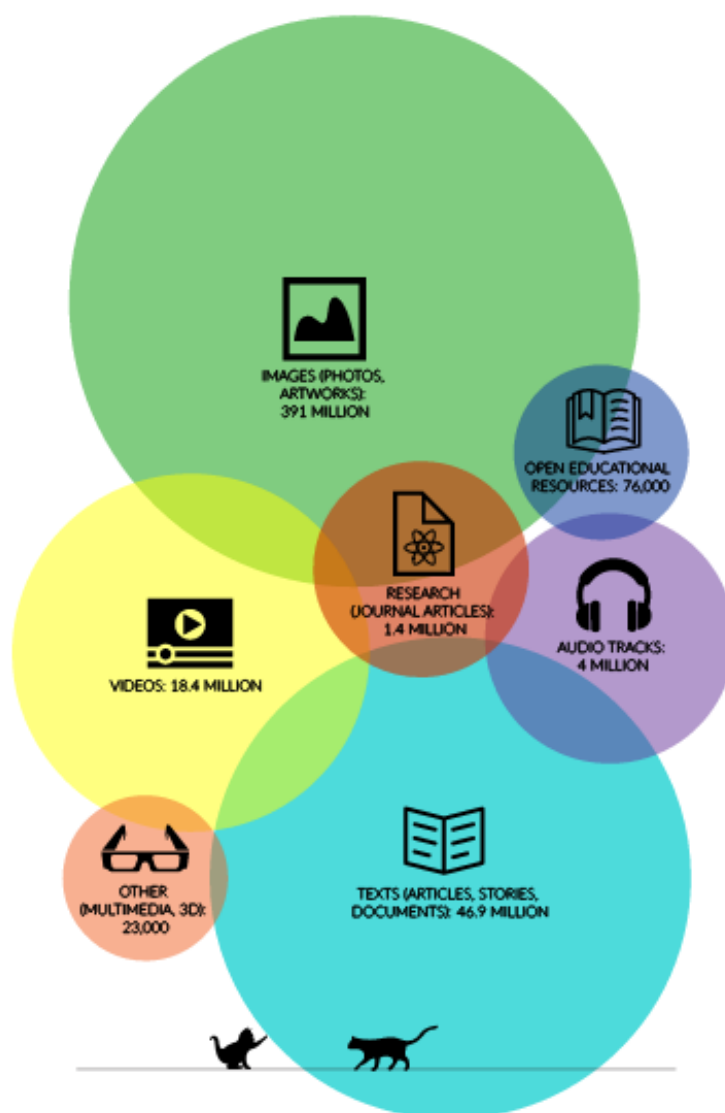 IMAGES (PHOTOS,
ARTWORKS):
391 MILLION
OPEN EDUCATIONAL
RESOURCES: 76,000
RESEARCH
(JOURNAL ARTICLES):
1.4 MILLION
AUDIO TRACKS:
4 MILLION
VIDEOS: 18.4 MILLION
OTHER
(MULTIMEDIA, 3D):
23,000
TEXTS (ARTICLES, STORIES,
DOCUMENTS): 46.9 MILLION